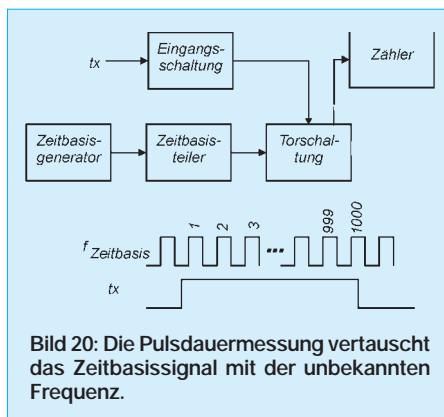 tx
Eingangs-
schaltung
Zähler
Zeitbasis-
generator
Zeitbasis-
teiler
Torschal-
tung
f Zeitbasis
1 2 3 ••• 999 1000
tx
Bild 20: Die Pulsdauermessung vertauscht
das Zeitbasissignal mit der unbekannten
Frequenz.